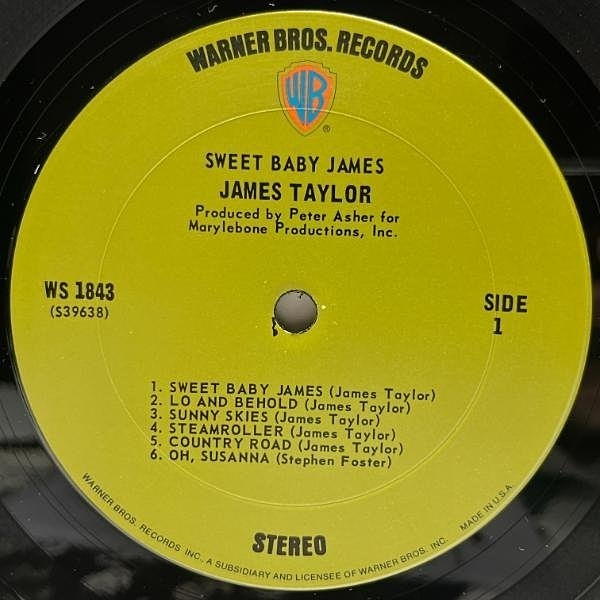 WARNER BROS. RECORDS
WB
®
SWEET BABY JAMES
JAMES TAYLOR
Produced by Peter Asher for
Marylebone Productions, Inc.
WS 1843
(S39638)
SIDE
1
1. SWEET BABY JAMES (James Taylor)
2. LO AND BEHOLD (James Taylor)
3. SUNNY SKIES (James Taylor)
4. STEAMROLLER (James Taylor)
5. COUNTRY ROAD (James Taylor)
6. OH, SUSANNA (Stephen Foster)
STEREO
WARNER BROS. RECORDS INC., A SUBSIDIARY AND LICENSEE OF WARNER BROS. INC. MADE IN U.S.A.